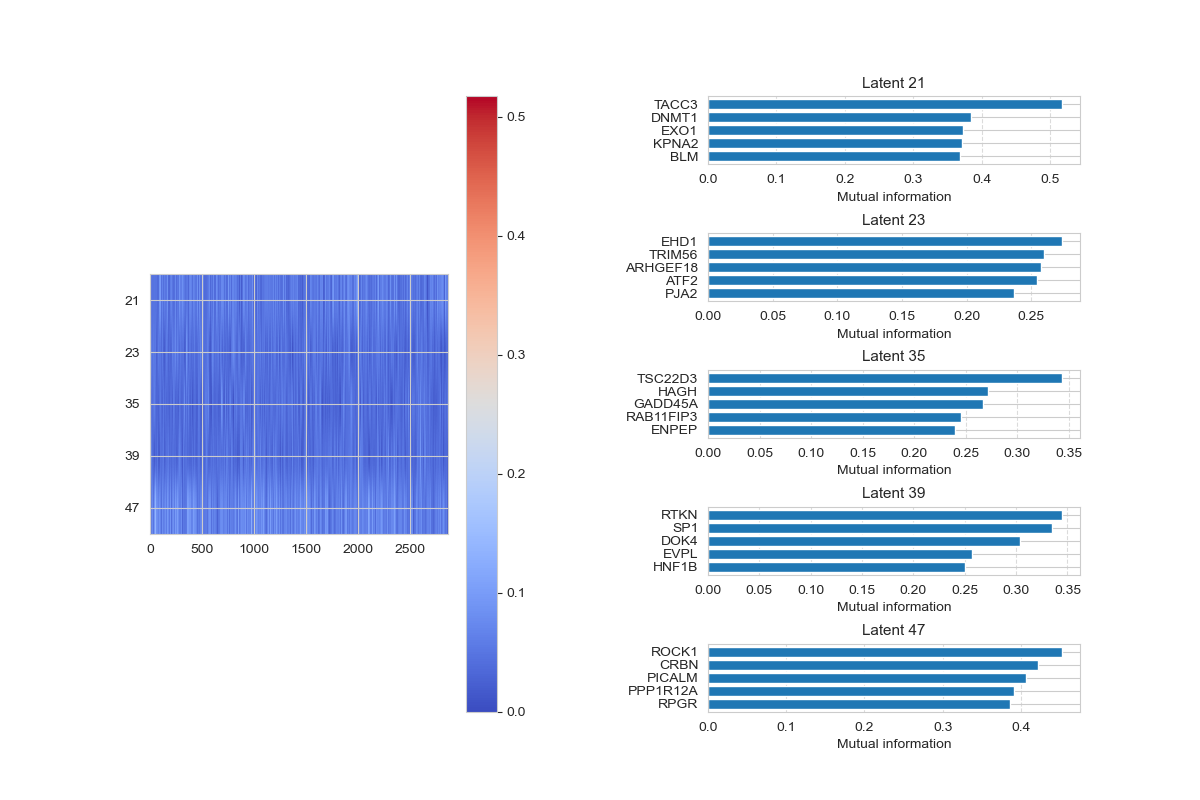 21
23
35
39
47
0 500 1000 1500 2000 2500
0.5
0.4
0.3
0.2
0.1
0.0
Latent 21
TACC3
DNMT1
EXO1
KPNA2
BLM
0.0 0.1 0.2 0.3 0.4 0.5
Mutual information
Latent 23
EHD1
TRIM56
ARHGEF18
ATF2
PJA2
0.00 0.05 0.10 0.15 0.20 0.25
Mutual information
Latent 35
TSC22D3
HAGH
GADD45A
RAB11FIP3
ENPEP
0.00 0.05 0.10 0.15 0.20 0.25 0.30 0.35
Mutual information
Latent 39
RTKN
SP1
DOK4
EVPL
HNF1B
0.00 0.05 0.10 0.15 0.20 0.25 0.30 0.35
Mutual information
Latent 47
ROCK1
CRBN
PICALM
PPP1R12A
RPGR
0.0 0.1 0.2 0.3 0.4
Mutual information